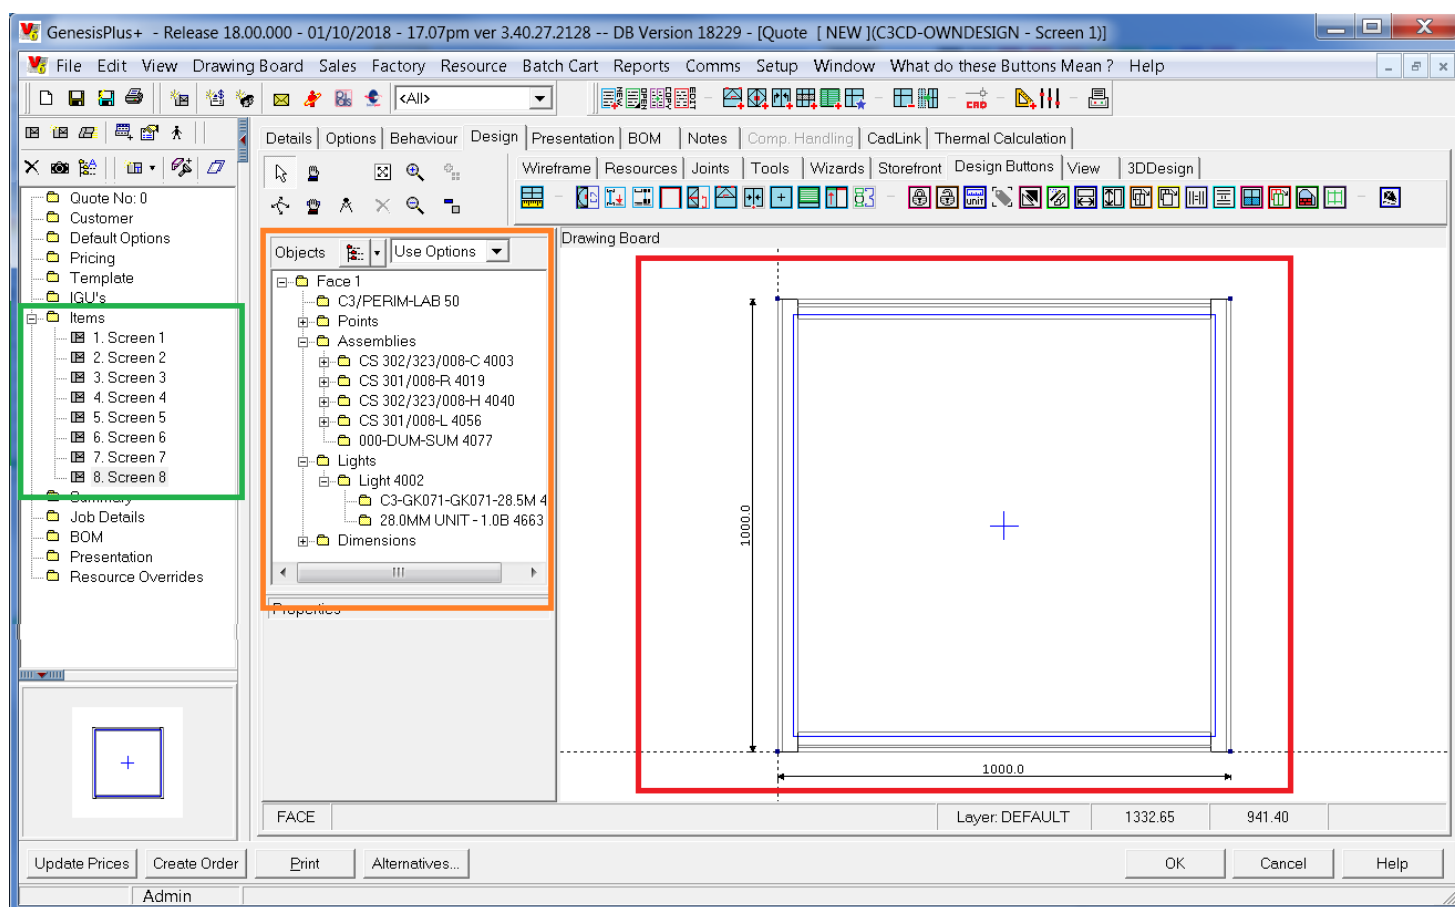 GenesisPlus+ - Release 18.00.000 - 01/10/2018 - 17.07pm ver 3.40.27.2128 -- DB Version 18229 - [Quote [ NEW ](C3CD-OWNDESIGN - Screen 1)]
File Edit View Drawing Board Sales Factory Resource Batch Cart Reports Comms Setup Window What do these Buttons Mean ? Help
<All>
Details Options Behaviour Design Presentation BOM Notes Comp. Handling CadLink Thermal Calculation
Wireframe Resources Joints Tools Wizards Storefront Design Buttons View 3DDesign
Quote No: 0
Customer
Default Options
Pricing
Template
IGU's
Items
1. Screen 1
2. Screen 2
3. Screen 3
4. Screen 4
5. Screen 5
6. Screen 6
7. Screen 7
8. Screen 8
Summary
Job Details
BOM
Presentation
Resource Overrides
Objects Use Options
Face 1
C3/PERIM-LAB 50
Points
Assemblies
CS 302/323/008-C 4003
CS 301/008-R 4019
CS 302/323/008-H 4040
CS 301/008-L 4056
000-DUM-SUM 4077
Lights
Light 4002
C3-GK071-GK071-28.5M 4
28.0MM UNIT - 1.0B 4663
Dimensions
Properties
Drawing Board
1000.0
1000.0
FACE Layer: DEFAULT 1332.65 941.40
Update Prices Create Order Print Alternatives... OK Cancel Help
Admin